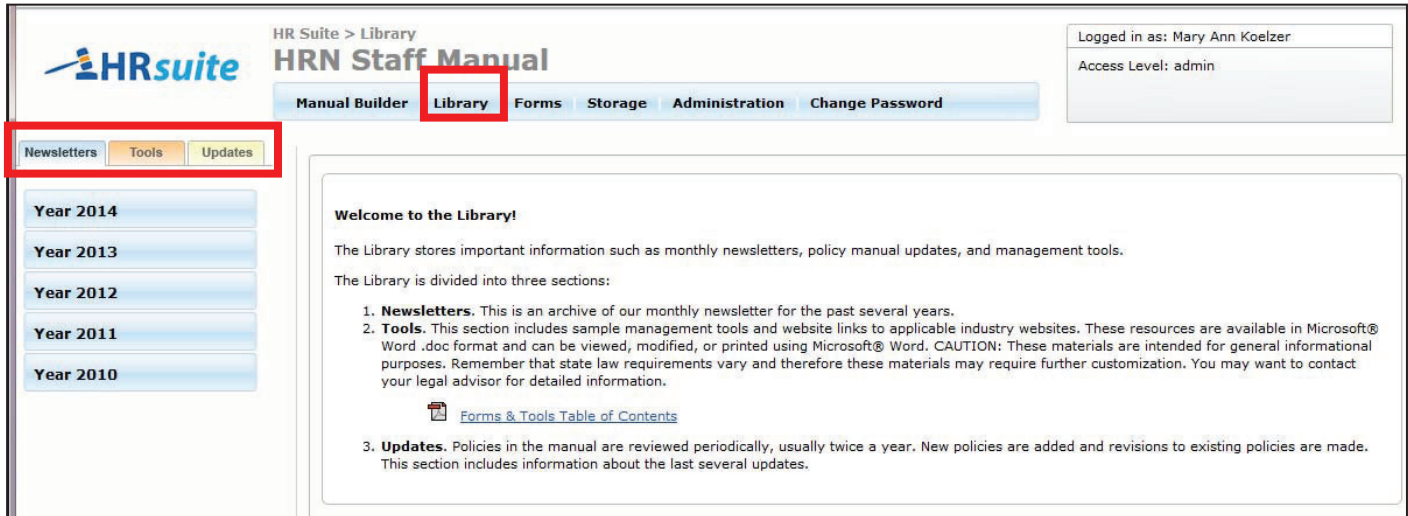 HRsuite
HR Suite > Library
HRN Staff Manual
Logged in as: Mary Ann Koelzer
Access Level: admin
Manual Builder Library Forms Storage Administration Change Password
Newsletters Tools Updates
Year 2014
Year 2013
Year 2012
Year 2011
Year 2010
Welcome to the Library!
The Library stores important information such as monthly newsletters, policy manual updates, and management tools.
The Library is divided into three sections:
1. Newsletters. This is an archive of our monthly newsletter for the past several years.
2. Tools. This section includes sample management tools and website links to applicable industry websites. These resources are available in Microsoft®
Word .doc format and can be viewed, modified, or printed using Microsoft® Word. CAUTION: These materials are intended for general informational
purposes. Remember that state law requirements vary and therefore these materials may require further customization. You may want to contact
your legal advisor for detailed information.
Forms & Tools Table of Contents
3. Updates. Policies in the manual are reviewed periodically, usually twice a year. New policies are added and revisions to existing policies are made.
This section includes information about the last several updates.